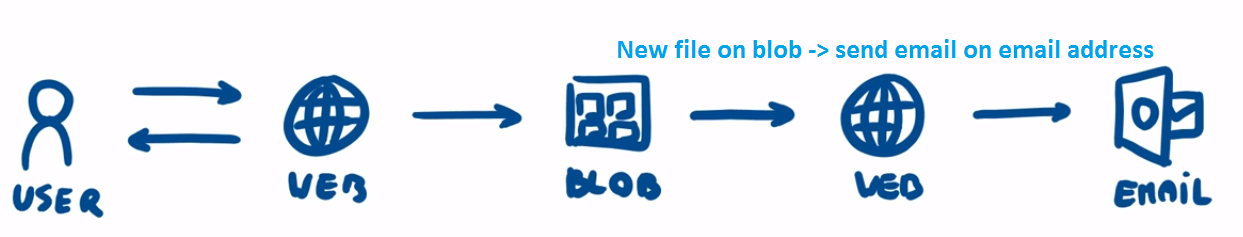 New file on blob -> send email on email address
USER
WEB
BLOB
WEB
EMAIL